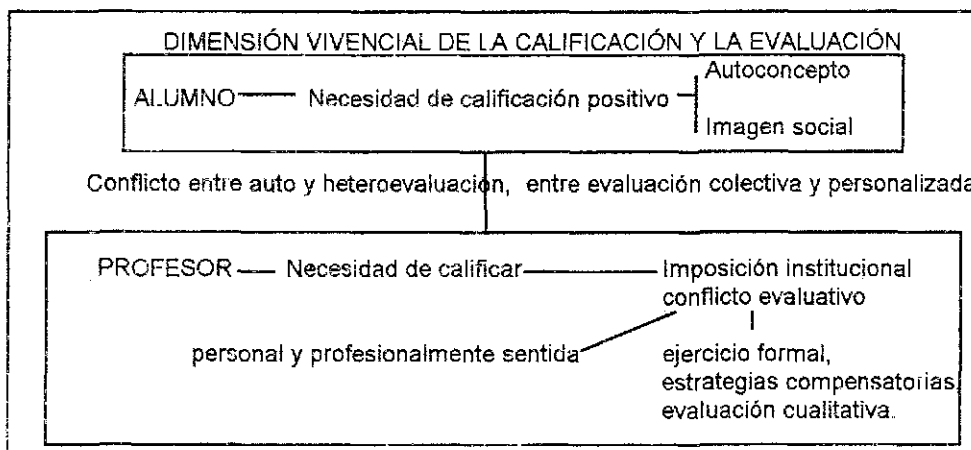 DIMENSIÓN VIVENCIAL DE LA CALIFICACIÓN Y LA EVALUACIÓN
Autoconcepto
ALUMNO Necesidad de calificación positivo
Imagen social
Conflicto entre auto y heteroevaluación, entre evaluación colectiva y personalizada
PROFESOR Necesidad de calificar Imposición institucional
conflicto evaluativo
personal y profesionalmente sentida ejercicio formal,
estrategias compensatorias,
evaluación cualitativa.